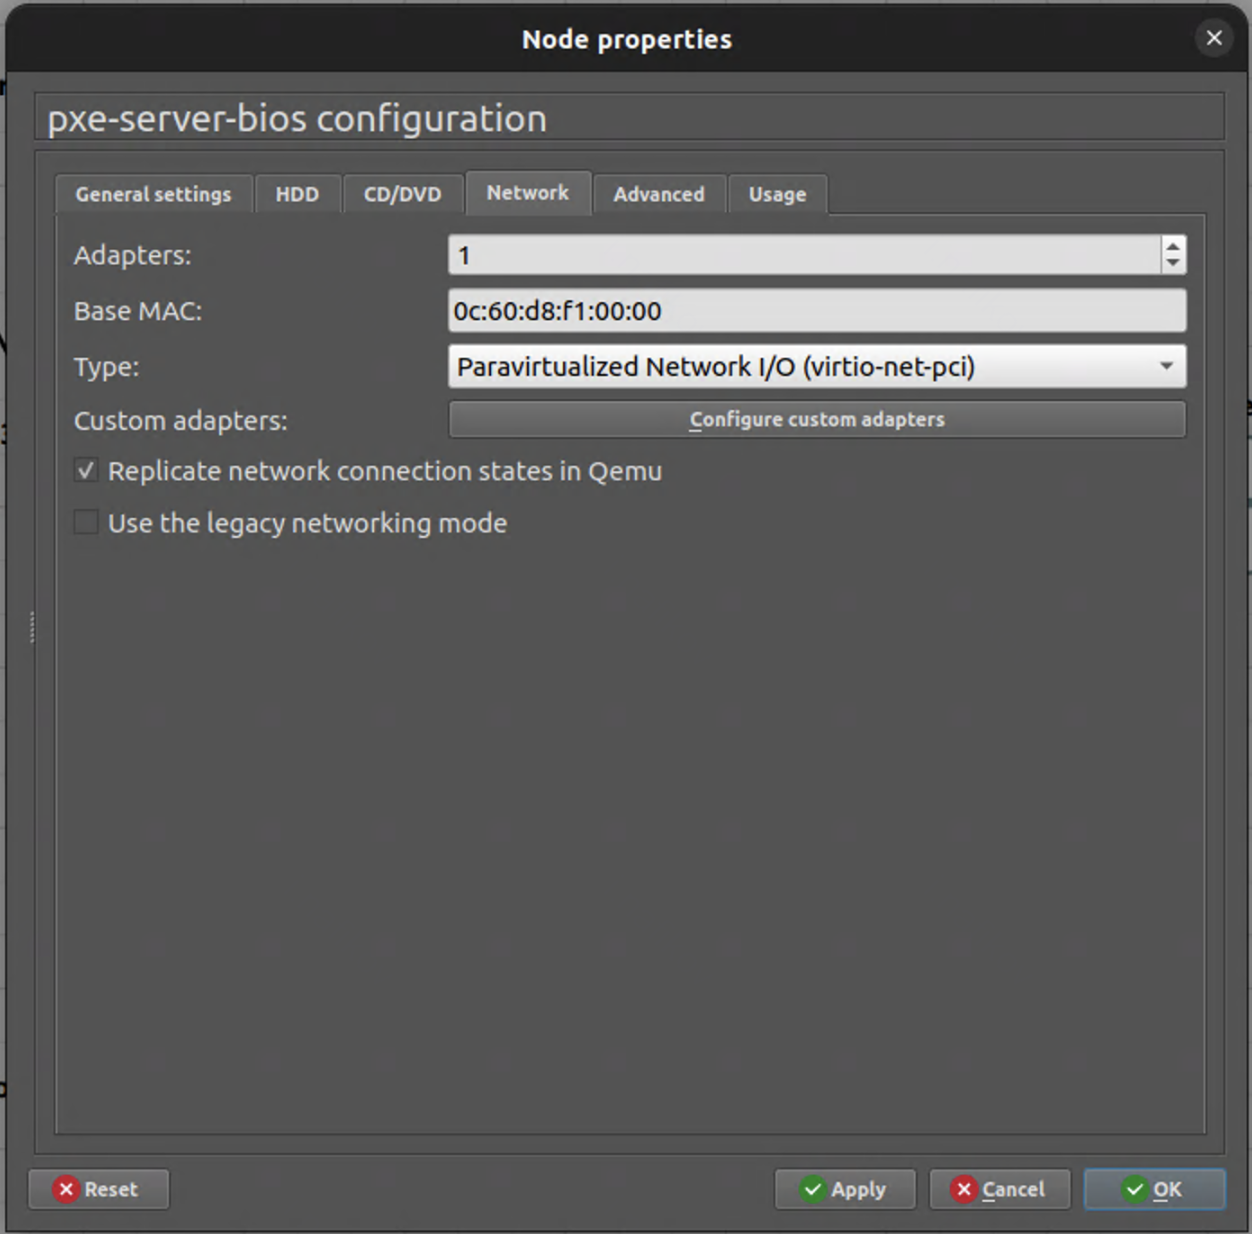 Node properties
pxe-server-bios configuration
General settings HDD CD/DVD Network Advanced Usage
Adapters: 1
Base MAC: 0c:60:d8:f1:00:00
Type: Paravirtualized Network I/O (virtio-net-pci)
Custom adapters: Configure custom adapters
Replicate network connection states in Qemu
Use the legacy networking mode
Reset Apply Cancel OK